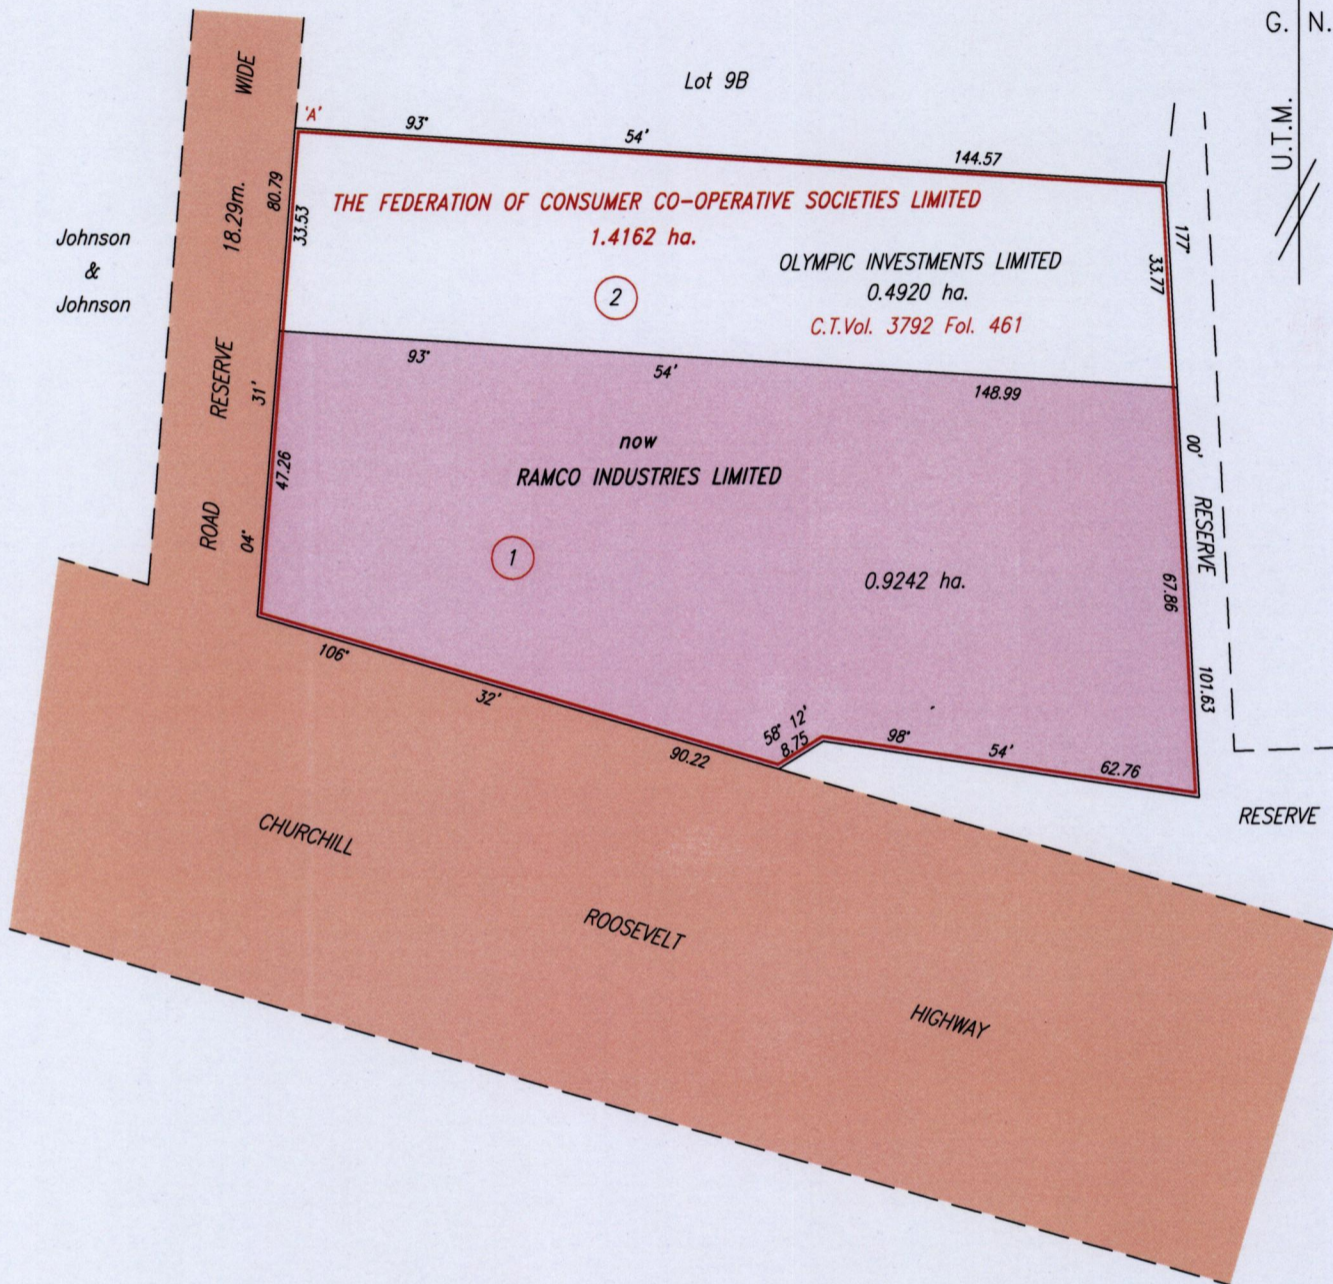 G. N.
U.T.M.
Lot 9B
'A'
93° 54' 144.57
WIDE
18.29m.
RESERVE
ROAD
80.79
31'
04°
33.53
47.26
Johnson
&
Johnson
THE FEDERATION OF CONSUMER CO-OPERATIVE SOCIETIES LIMITED
1.4162 ha.
OLYMPIC INVESTMENTS LIMITED
0.4920 ha.
C.T.Vol. 3792 Fol. 461
2
177°
33.77
93° 54' 148.99
now
RAMCO INDUSTRIES LIMITED
1
0.9242 ha.
00'
RESERVE
67.86
101.63
106° 32' 90.22
58° 12'
8.75
98° 54' 62.76
RESERVE
CHURCHILL
ROOSEVELT
HIGHWAY